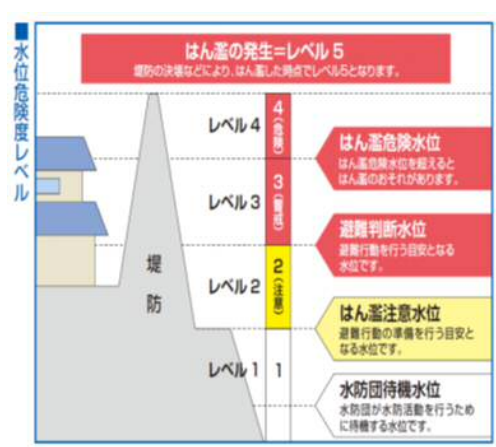 ■水位危険度レベル
はん濫の発生=レベル5
堤防の決壊などにより、はん濫した時点でレベル5となります。
レベル4
4(危険)
はん濫危険水位
はん濫危険水位を超えると
はん濫のおそれがあります。
レベル3
3(警戒)
避難判断水位
避難行動を行う目安となる
水位です。
堤防
レベル2
2(注意)
はん濫注意水位
避難行動の準備を行う目安と
なる水位です。
レベル1
1
水防団待機水位
水防団が水防活動を行うため
に待機する水位です。